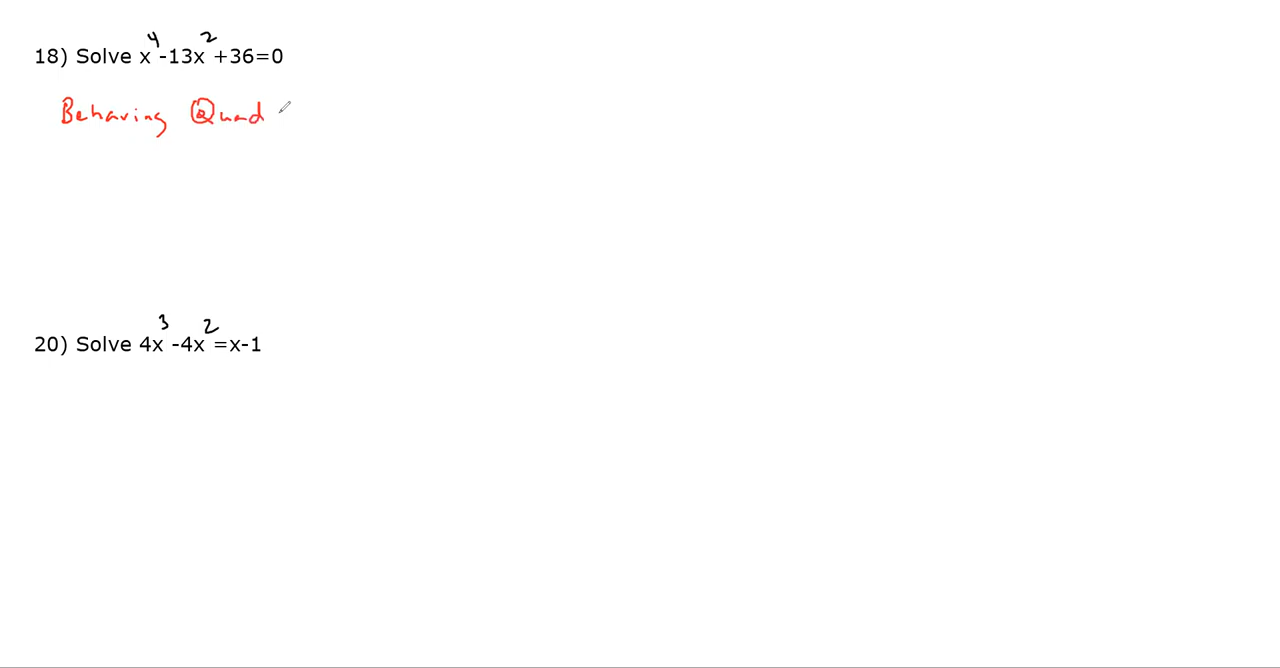 18) Solve x⁴-13x²+36=0
Behaving Quad
20) Solve 4x³-4x²=x-1